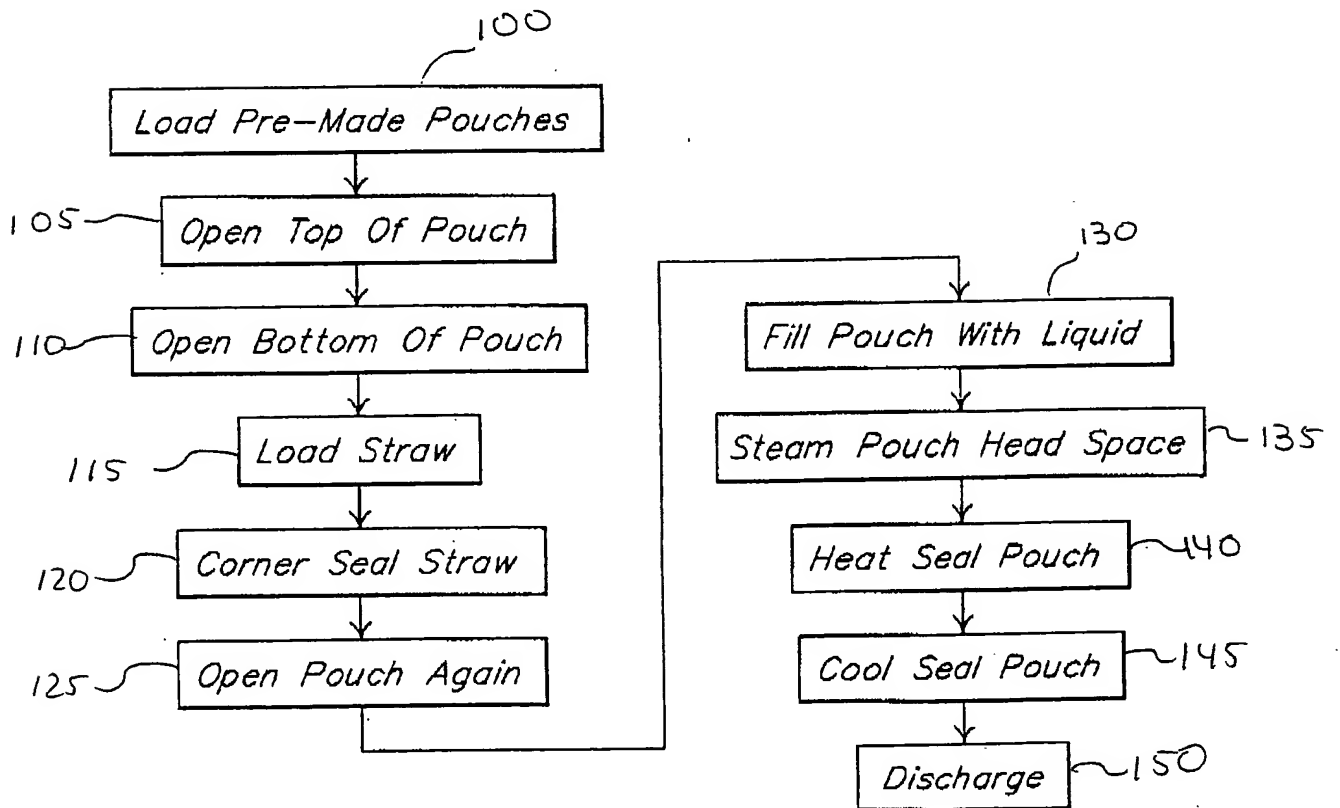 100
Load Pre-Made Pouches
105
Open Top Of Pouch
110
Open Bottom Of Pouch
115
Load Straw
120
Corner Seal Straw
125
Open Pouch Again
130
Fill Pouch With Liquid
Steam Pouch Head Space
135
Heat Seal Pouch
140
Cool Seal Pouch
145
Discharge
150